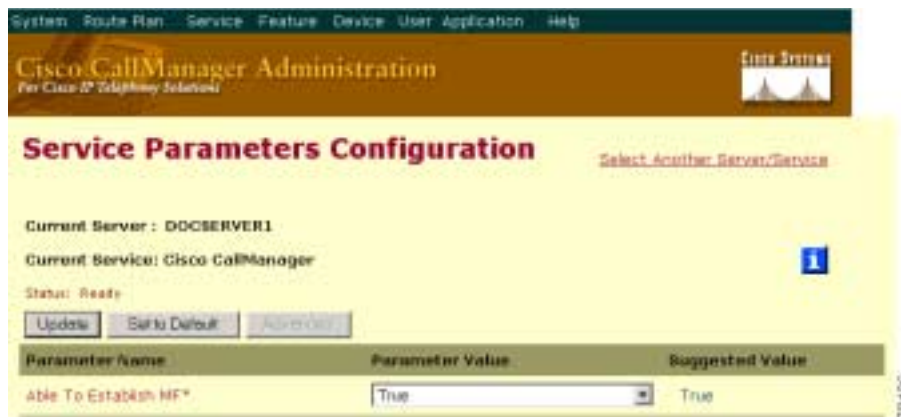 System Route Plan Service Feature Device User Application Help
Cisco CallManager Administration
For Cisco IP Telephony Solutions
CISCO SYSTEMS
Service Parameters Configuration
Select Another Server/Service
Current Server : DOCSERVER1
Current Service: Cisco CallManager
Status: Ready
Update Set to Default Advanced
Parameter Name Parameter Value Suggested Value
Able To Establish MF* True True